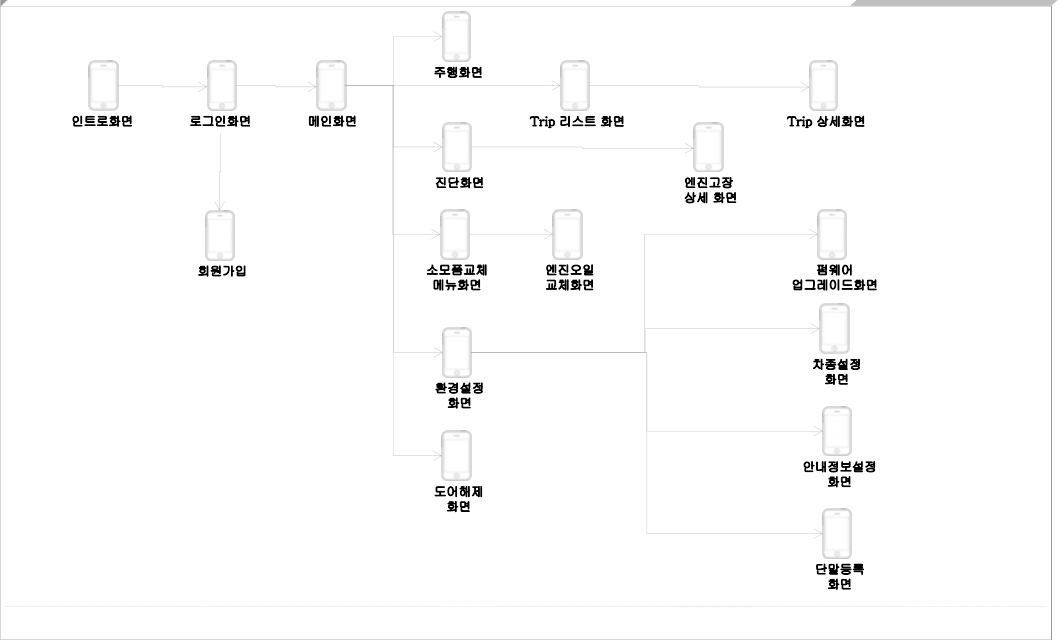 주행화면
인트로화면
로그인화면
메인화면
Trip 리스트 화면
Trip 상세화면
진단화면
엔진고장
상세 화면
회원가입
소모품교체
메뉴화면
엔진오일
교체화면
펌웨어
업그레이드화면
차종설정
화면
환경설정
화면
안내정보설정
화면
도어해제
화면
단말등록
화면